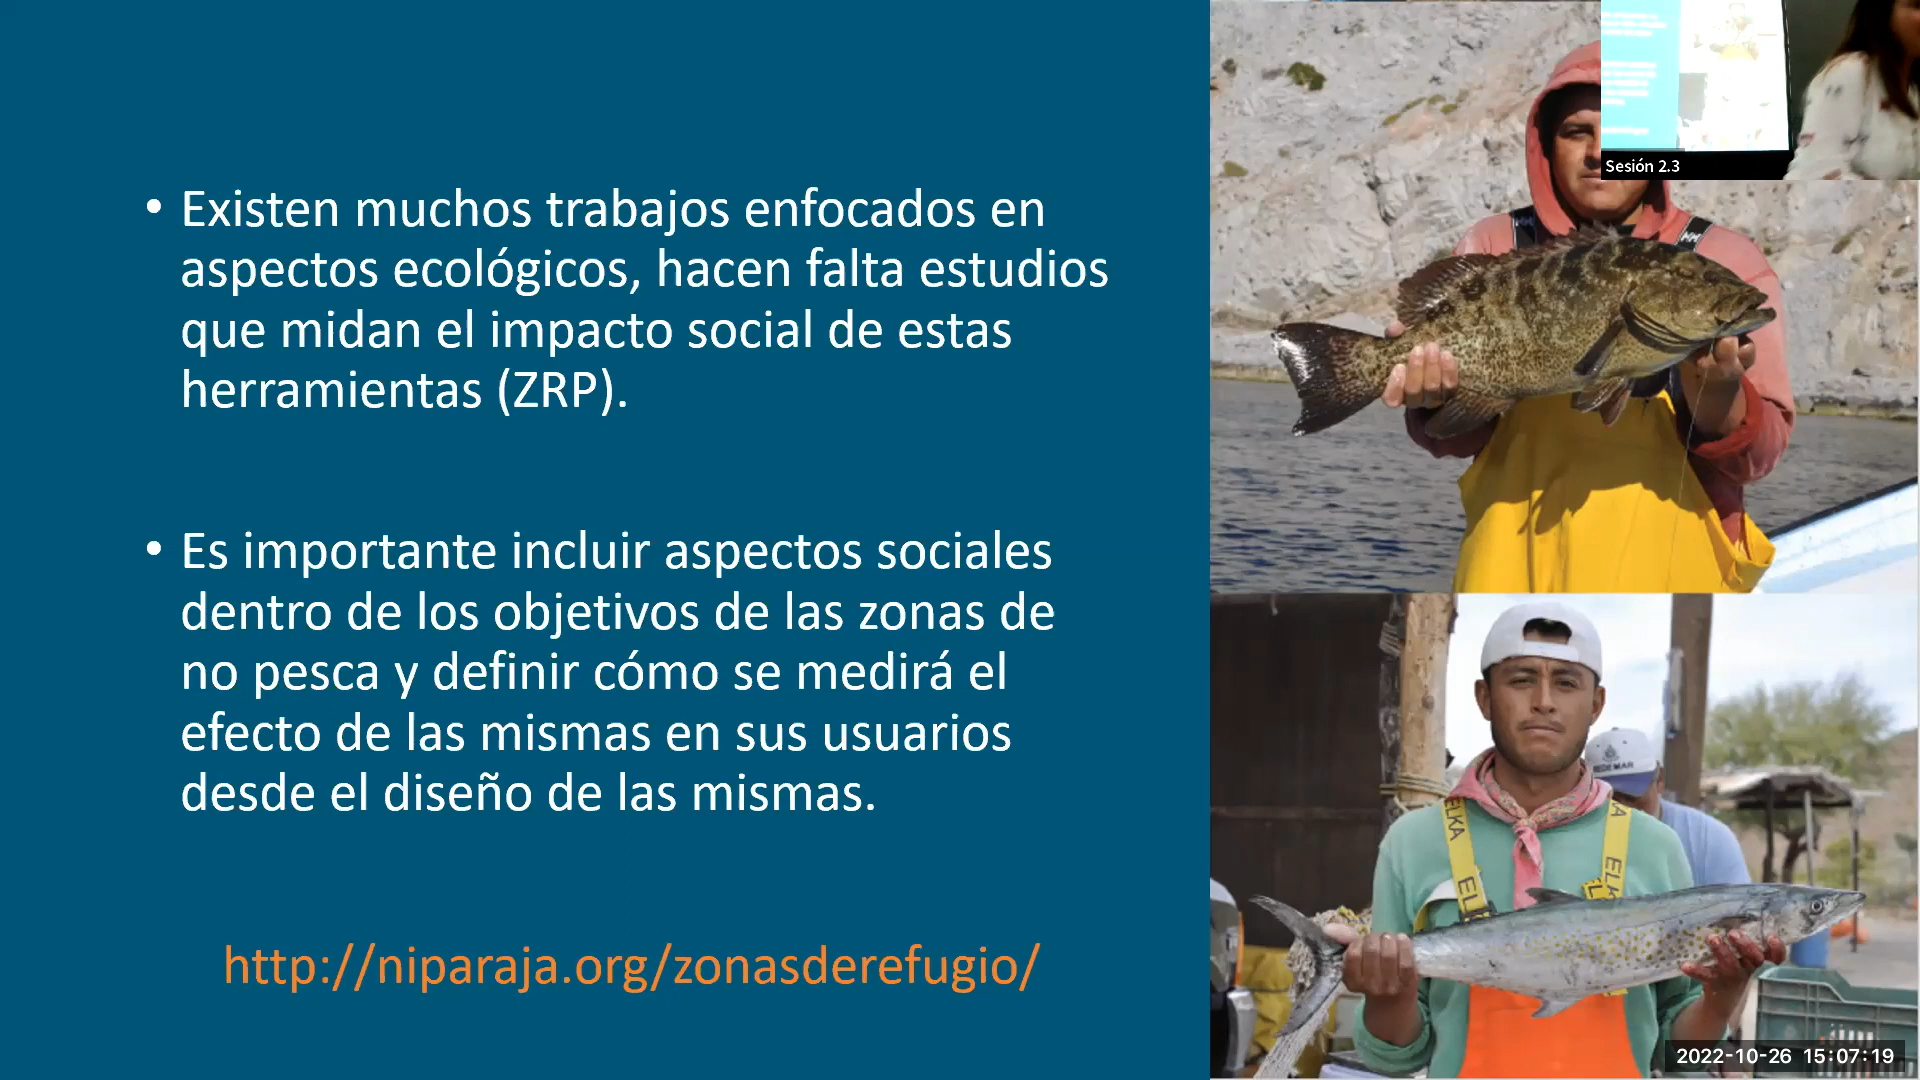 • Existen muchos trabajos enfocados en
aspectos ecológicos, hacen falta estudios
que midan el impacto social de estas
herramientas (ZRP).
• Es importante incluir aspectos sociales
dentro de los objetivos de las zonas de
no pesca y definir cómo se medirá el
efecto de las mismas en sus usuarios
desde el diseño de las mismas.
http://niparaja.org/zonasderefugio/
Sesión 2.3
HH
ELKA
ELK
2022-10-26 15:07:19